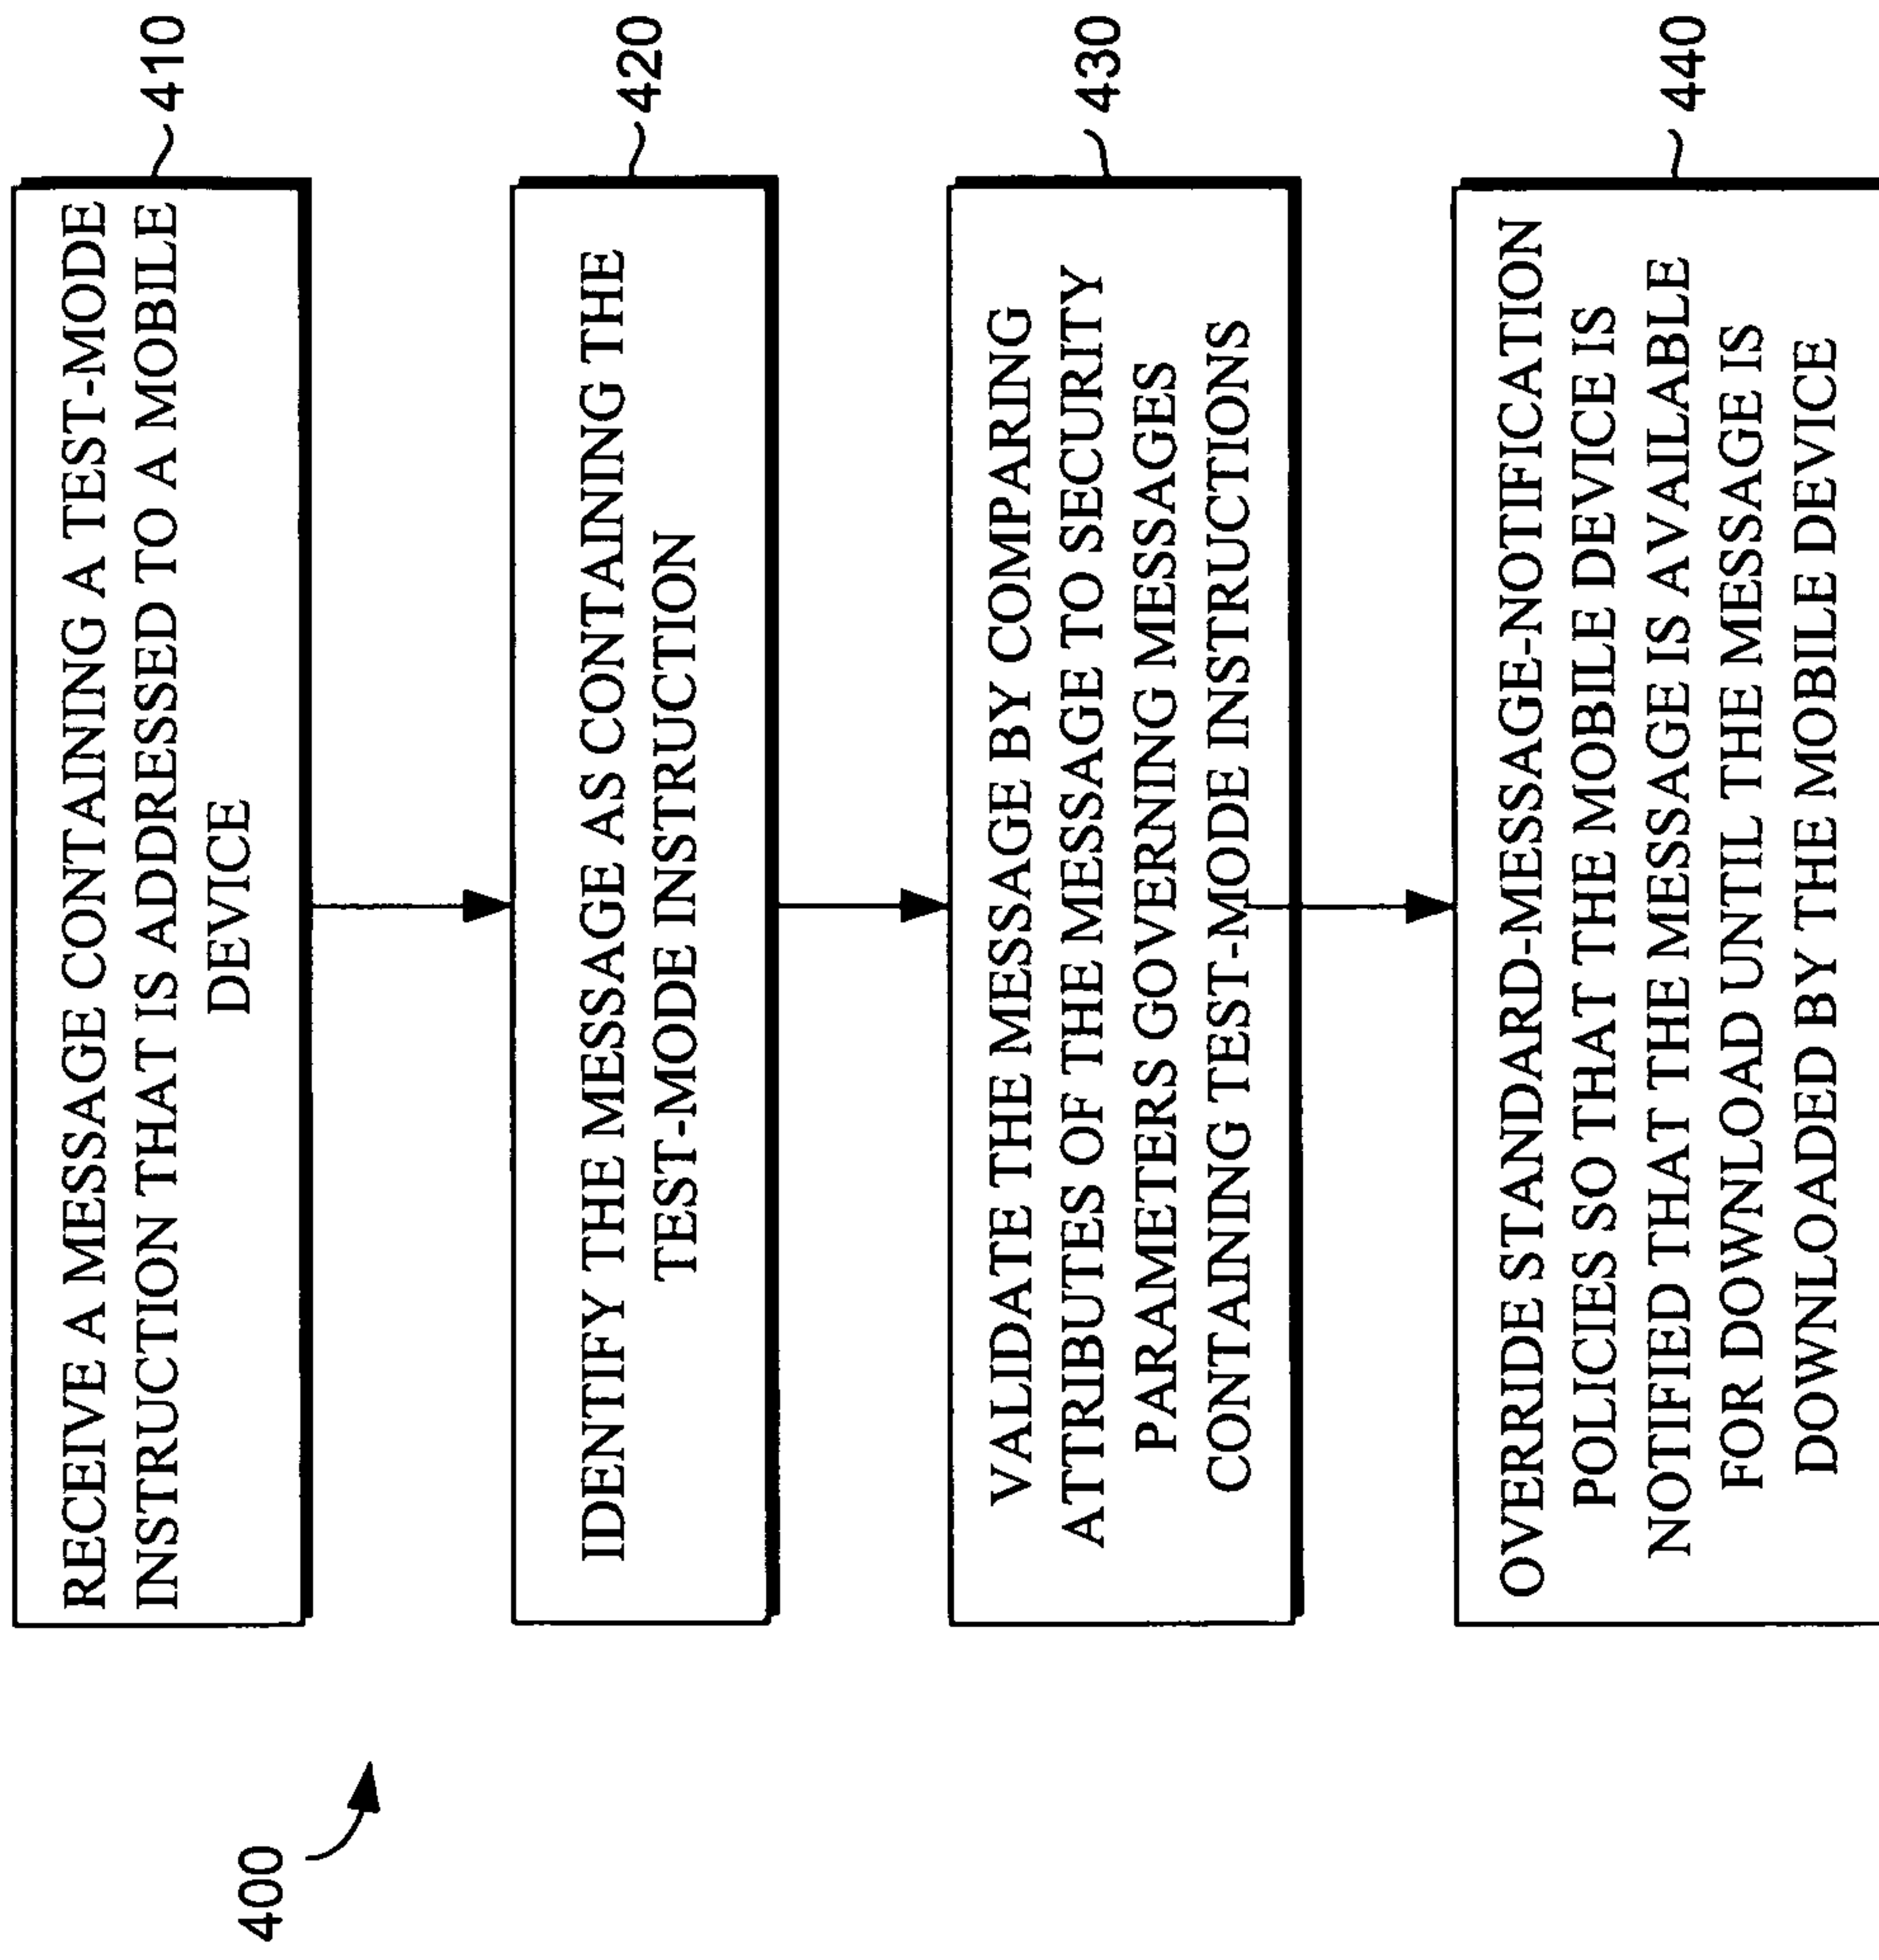 400
RECEIVE A MESSAGE CONTAINING A TEST-MODE
INSTRUCTION THAT IS ADDRESSED TO A MOBILE
DEVICE
410
IDENTIFY THE MESSAGE AS CONTAINING THE
TEST-MODE INSTRUCTION
420
VALIDATE THE MESSAGE BY COMPARING
ATTRIBUTES OF THE MESSAGE TO SECURITY
PARAMETERS GOVERNING MESSAGES
CONTAINING TEST-MODE INSTRUCTIONS
430
OVERRIDE STANDARD-MESSAGE-NOTIFICATION
POLICIES SO THAT THE MOBILE DEVICE IS
NOTIFIED THAT THE MESSAGE IS AVAILABLE
FOR DOWNLOAD UNTIL THE MESSAGE IS
DOWNLOADED BY THE MOBILE DEVICE
440